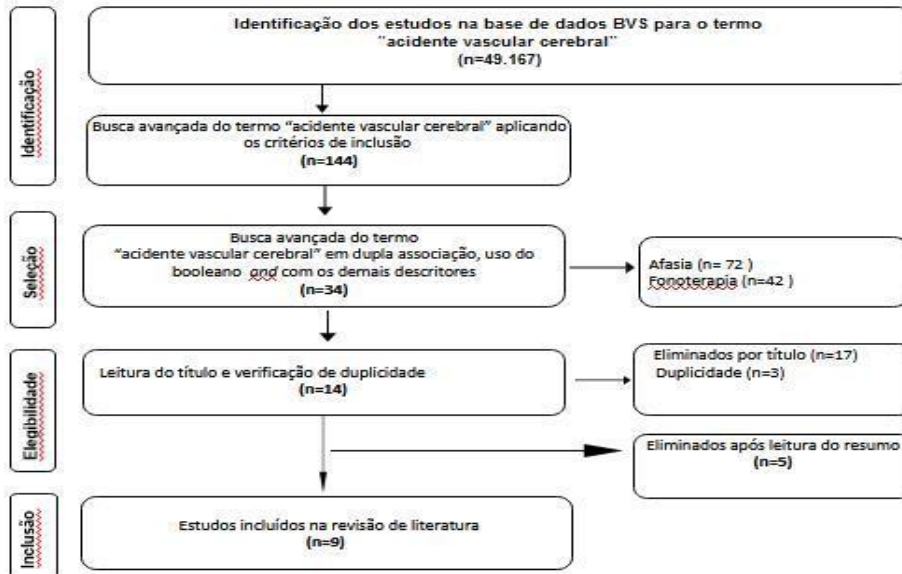 Identificação
Identificação dos estudos na base de dados BVS para o termo
"acidente vascular cerebral"
(n=49.167)
Busca avançada do termo “acidente vascular cerebral” aplicando
os critérios de inclusão
(n=144)
Seleção
Busca avançada do termo
“acidente vascular cerebral” em dupla associação, uso do
booleano and com os demais descritores
(n=34)
Afasia (n= 72 )
Fonoterapia (n=42 )
Elegibilidade
Leitura do título e verificação de duplicidade
(n=14)
Eliminados por título (n=17)
Duplicidade (n=3)
Eliminados após leitura do resumo
(n=5)
Inclusão
Estudos incluídos na revisão de literatura
(n=9)